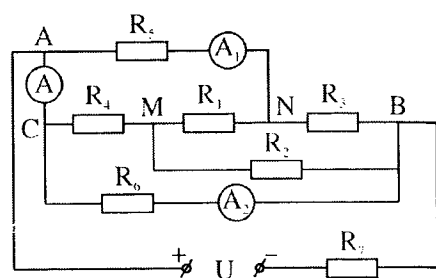 A R₅ A₁
A
C R₄ M R₁ N R₃ B
R₂
R₆ A₂
+ U - R₇